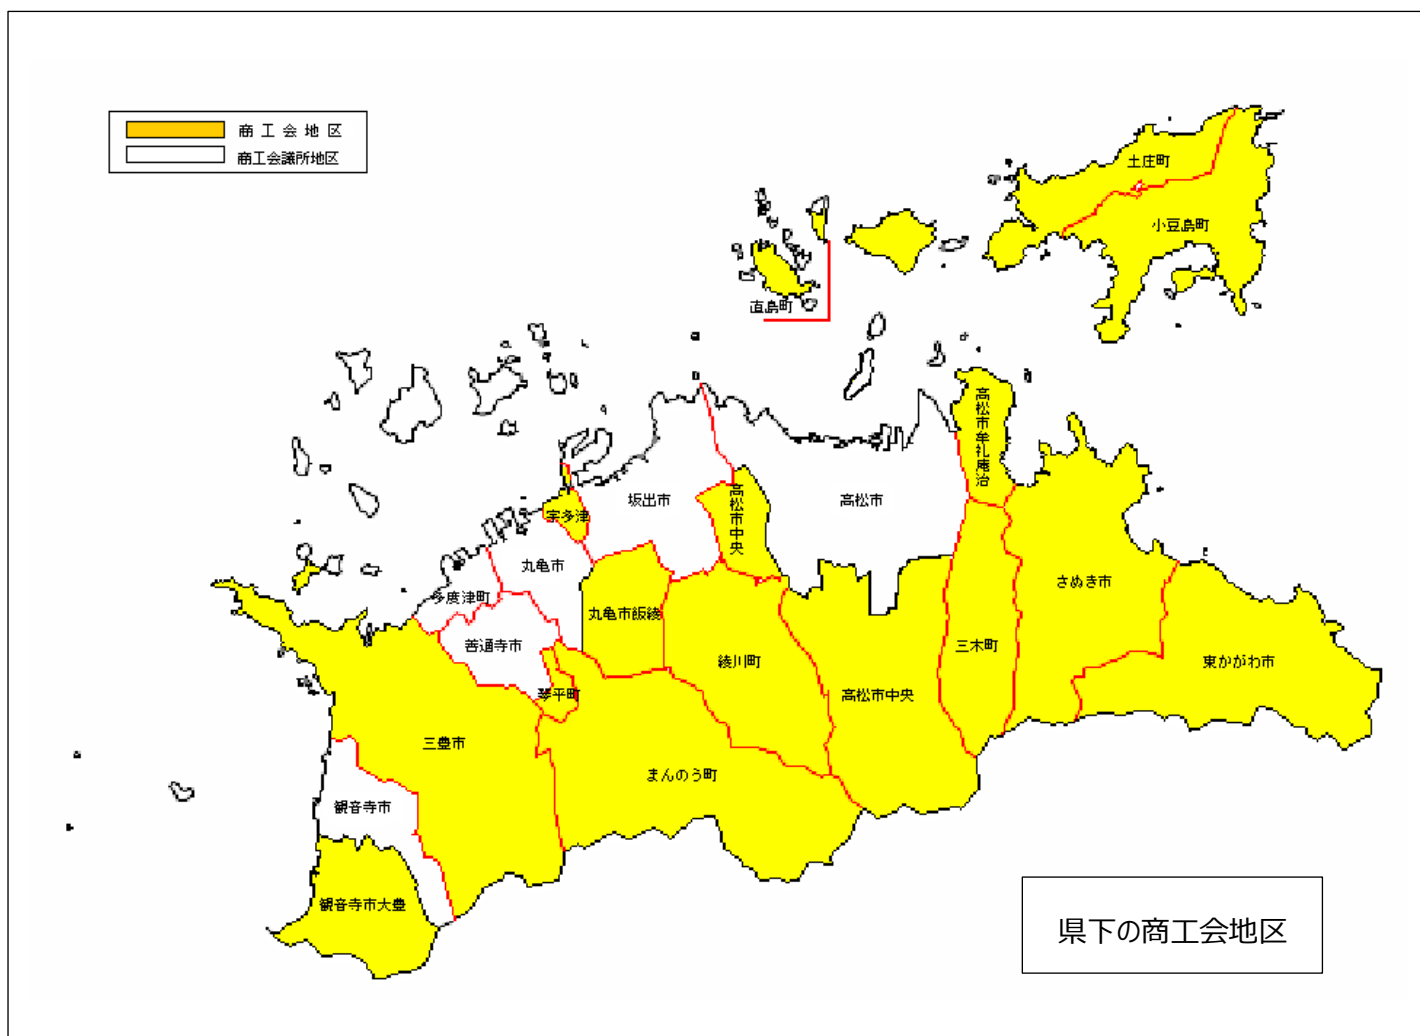 商工会地区
商工会議所地区
土庄町
小豆島町
直島町
高松市牟礼庵治
坂出市
高松市中央
高松市
宇多津
丸亀市
さぬき市
多度津町
丸亀市飯綾
善通寺市
綾川町
三木町
東かがわ市
琴平町
高松市中央
三豊市
まんのう町
観音寺市
観音寺市大豊
県下の商工会地区